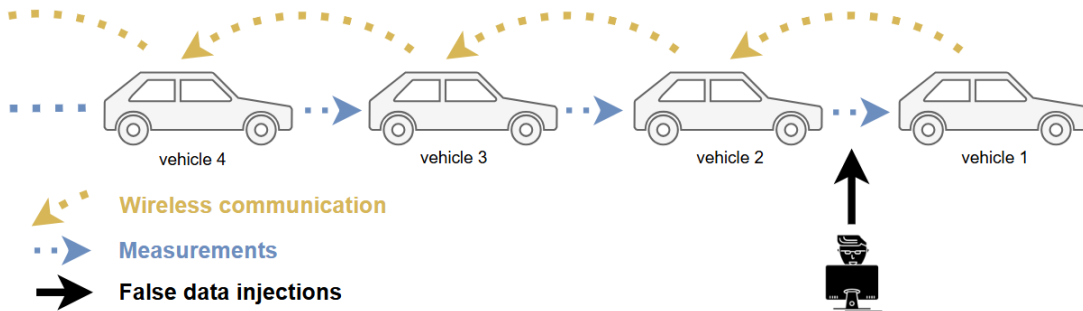 vehicle 4
vehicle 3
vehicle 2
vehicle 1
Wireless communication
Measurements
False data injections